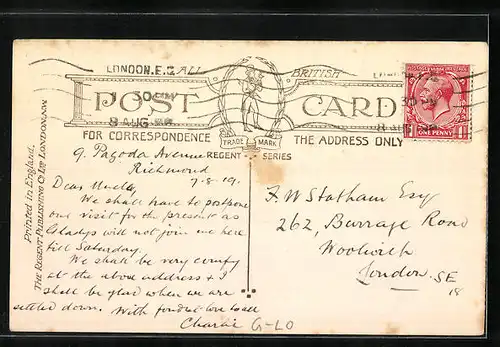 LONDON.E.
ALL BRITISH
POST CARD
8 AUG
FOR CORRESPONDENCE
TRADE MARK
THE ADDRESS ONLY
REGENT SERIES
ONE PENNY
Printed in England.
THE REGENT PUBLISHING Co Ltd LONDON, N.W.
9. Pagoda Avenue
Richmond
7.8.19.
Dear Uncle,
We shall have to postpone
our visit for the present as
Gladys will not join me here
till Saturday.
We shall be very comfy
at the above address & I
shall be glad when we are
settled down. With fondest love to all
F. W Statham Esq
262, Burrage Road
Woolwich
London. SE
18